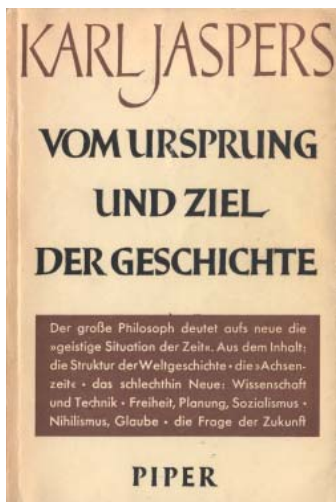 KARL JASPERS
VOM URSPRUNG
UND ZIEL
DER GESCHICHTE
Der große Philosoph deutet aufs neue die
»geistige Situation der Zeit«. Aus dem Inhalt:
die Struktur der Weltgeschichte • die »Achsen-
zeit« • das schlechthin Neue: Wissenschaft
und Technik • Freiheit, Planung, Sozialismus •
Nihilismus, Glaube • die Frage der Zukunft
PIPER